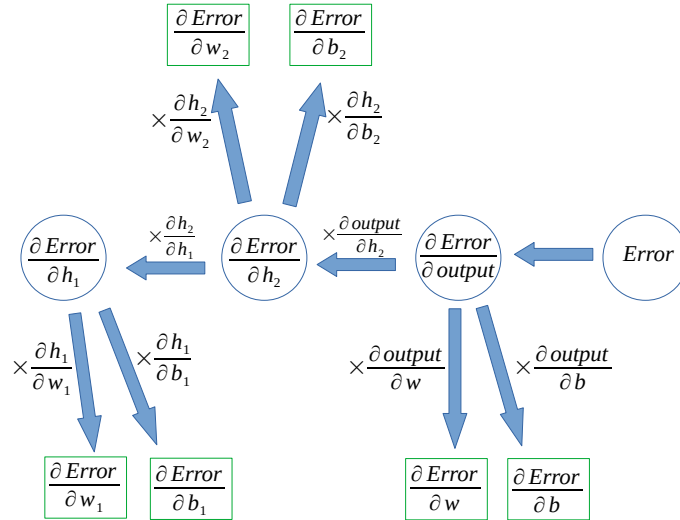 ∂Error/∂w₂ ∂Error/∂b₂
×∂h₂/∂w₂ ×∂h₂/∂b₂
∂Error/∂h₁ ×∂h₂/∂h₁ ∂Error/∂h₂ ×∂output/∂h₂ ∂Error/∂output Error
×∂h₁/∂w₁ ×∂h₁/∂b₁ ×∂output/∂w ×∂output/∂b
∂Error/∂w₁ ∂Error/∂b₁ ∂Error/∂w ∂Error/∂b